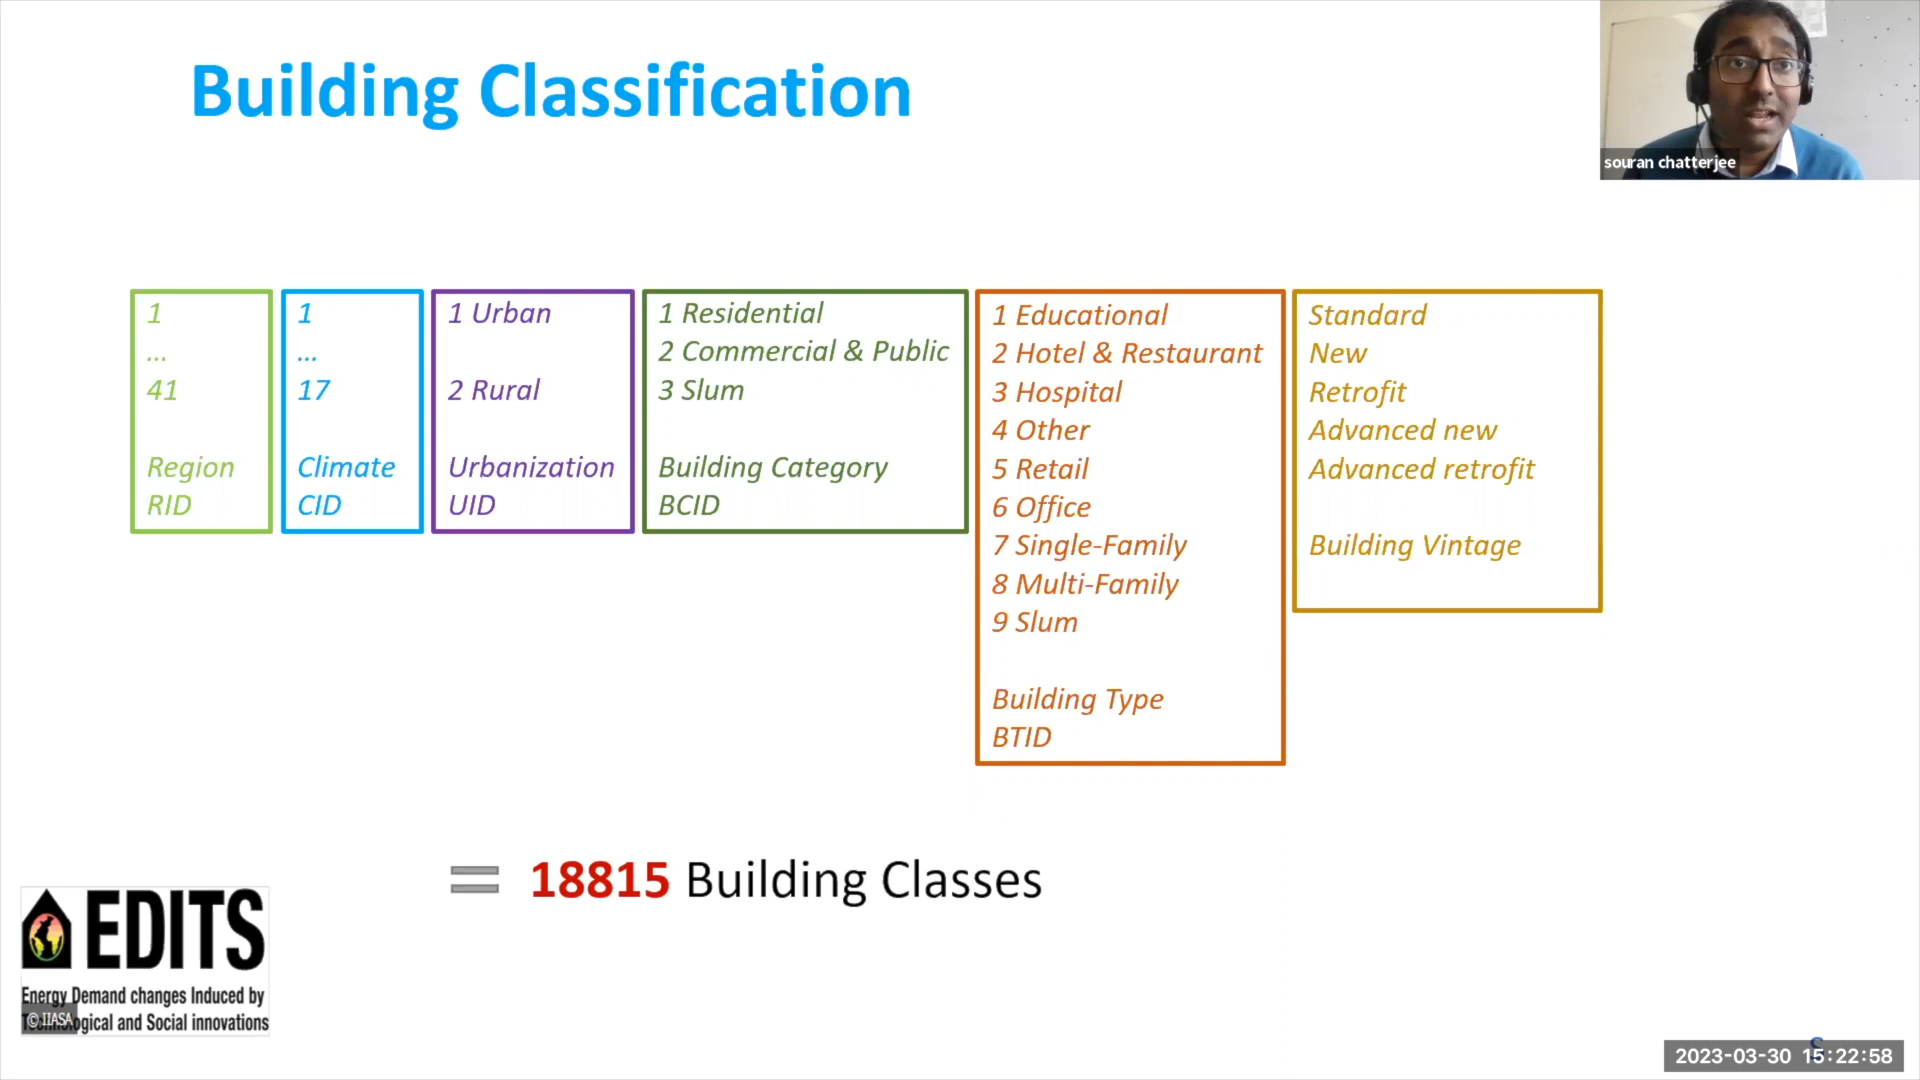 Building Classification
souran chatterjee
1
...
41
Region
RID
1
...
17
Climate
CID
1 Urban
2 Rural
Urbanization
UID
1 Residential
2 Commercial & Public
3 Slum
Building Category
BCID
1 Educational
2 Hotel & Restaurant
3 Hospital
4 Other
5 Retail
6 Office
7 Single-Family
8 Multi-Family
9 Slum
Building Type
BTID
Standard
New
Retrofit
Advanced new
Advanced retrofit
Building Vintage
= 18815 Building Classes
EDITS
Energy Demand changes Induced by
and Social innovations
© IIASA
2023-03-30 15:22:58